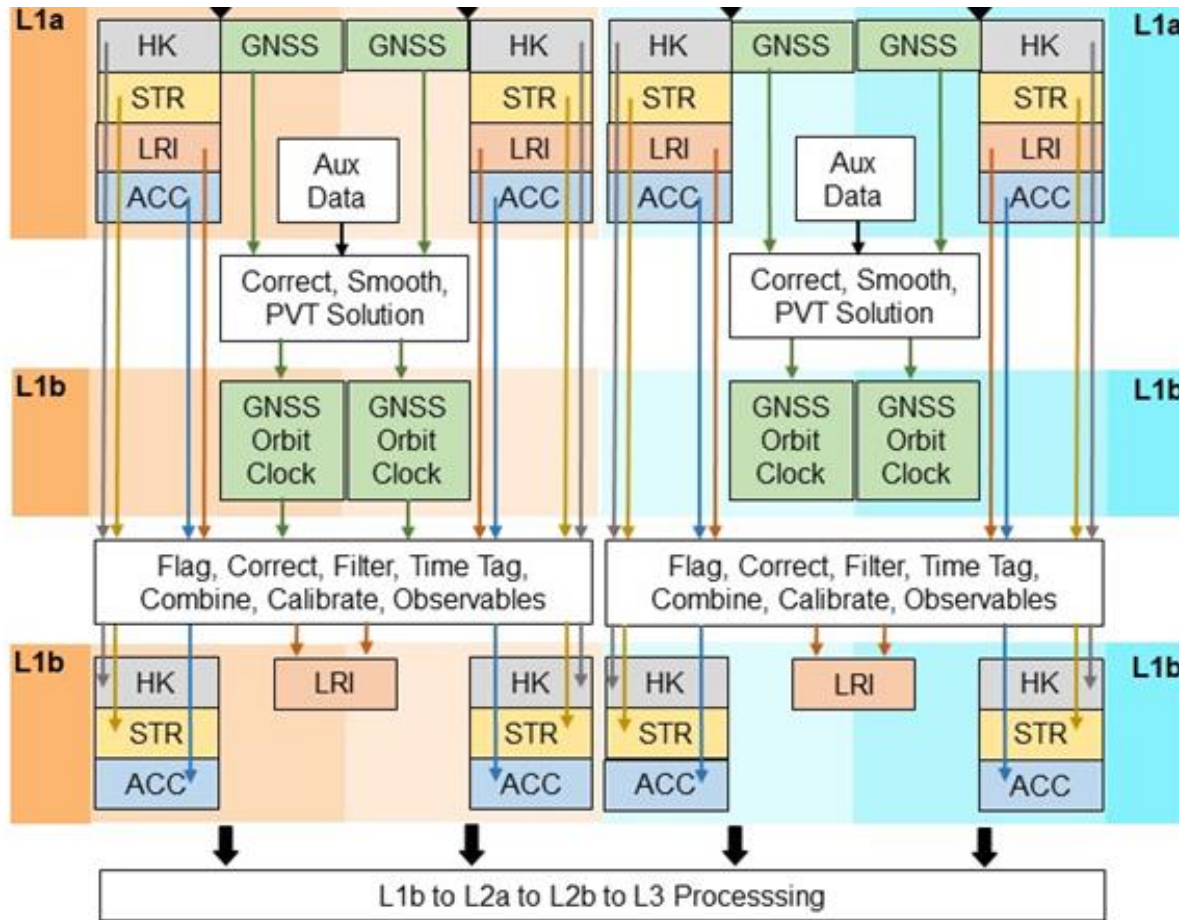 L1a
HK
GNSS
GNSS
HK
HK
GNSS
GNSS
HK
L1a
STR
STR
STR
STR
LRI
LRI
LRI
LRI
ACC
ACC
ACC
ACC
Aux
Data
Aux
Data
Correct, Smooth,
PVT Solution
Correct, Smooth,
PVT Solution
L1b
L1b
GNSS
Orbit
Clock
GNSS
Orbit
Clock
GNSS
Orbit
Clock
GNSS
Orbit
Clock
Flag, Correct, Filter, Time Tag,
Combine, Calibrate, Observables
Flag, Correct, Filter, Time Tag,
Combine, Calibrate, Observables
L1b
HK
LRI
HK
HK
LRI
HK
L1b
STR
STR
STR
STR
ACC
ACC
ACC
ACC
L1b to L2a to L2b to L3 Processsing